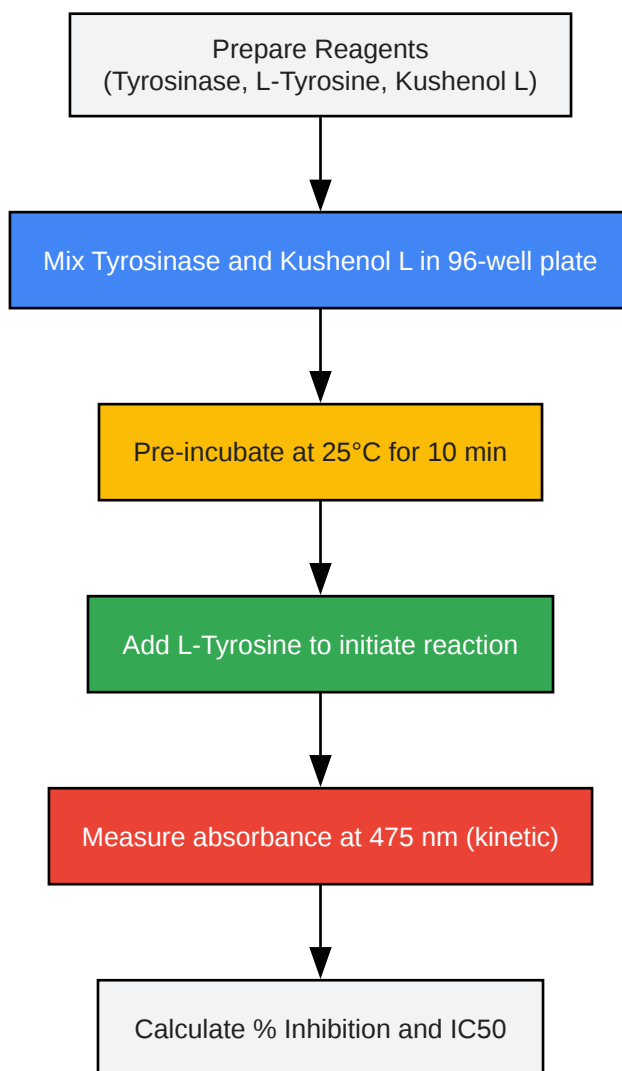 Prepare Reagents
(Tyrosinase, L-Tyrosine, Kushenol L)
Mix Tyrosinase and Kushenol L in 96-well plate
Pre-incubate at 25°C for 10 min
Add L-Tyrosine to initiate reaction
Measure absorbance at 475 nm (kinetic)
Calculate % Inhibition and IC50